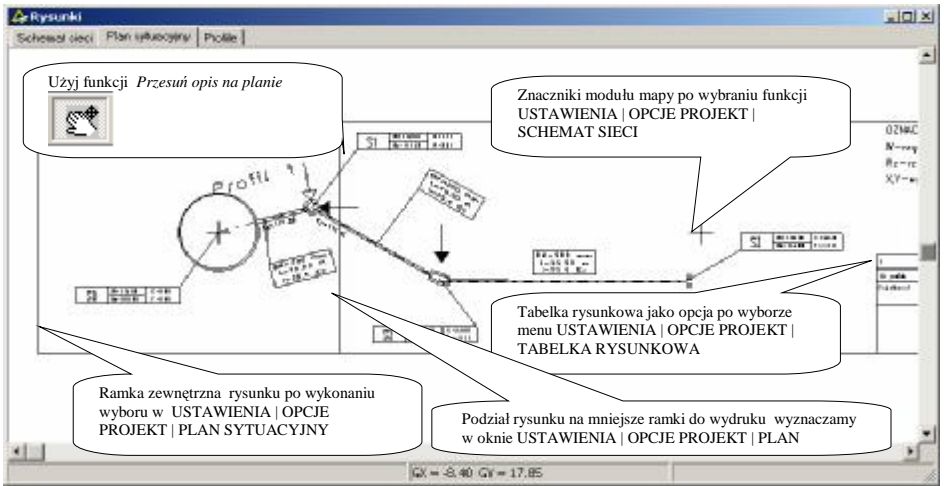 Rysunki
Schemat sieci Plan sytuacyjny Profile
Użyj funkcji Przesuń opis na planie
Znaczniki modułu mapy po wybraniu funkcji
USTAWIENIA | OPCJE PROJEKT |
SCHEMAT SIECI
OZNAC
Profil 1
S1
S1
Tabelka rysunkowa jako opcja po wyborze
menu USTAWIENIA | OPCJE PROJEKT |
TABELKA RYSUNKOWA
Ramka zewnętrzna rysunku po wykonaniu
wyboru w USTAWIENIA | OPCJE
PROJEKT | PLAN SYTUACYJNY
Podział rysunku na mniejsze ramki do wydruku wyznaczamy
w oknie USTAWIENIA | OPCJE PROJEKT | PLAN
GX = -8.40 GY = 17.85